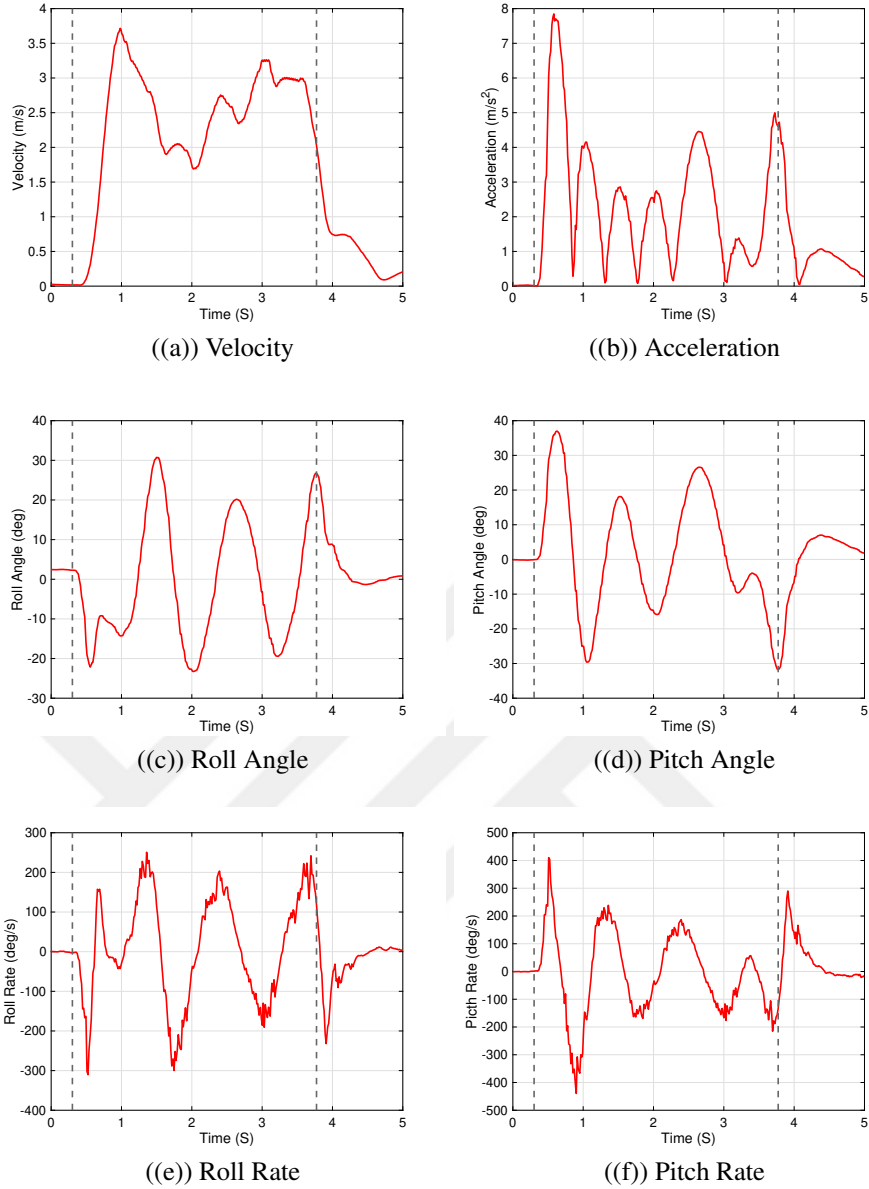 4
3.5
3
2.5
2
1.5
1
0.5
0
Velocity (m/s)
0 1 2 3 4 5
Time (S)
((a)) Velocity
8
7
6
5
4
3
2
1
0
Acceleration (m/s²)
0 1 2 3 4 5
Time (S)
((b)) Acceleration
40
30
20
10
0
-10
-20
-30
Roll Angle (deg)
0 1 2 3 4 5
Time (S)
((c)) Roll Angle
40
30
20
10
0
-10
-20
-30
-40
Pitch Angle (deg)
0 1 2 3 4 5
Time (S)
((d)) Pitch Angle
300
200
100
0
-100
-200
-300
-400
Roll Rate (deg/s)
0 1 2 3 4 5
Time (S)
((e)) Roll Rate
500
400
300
200
100
0
-100
-200
-300
-400
-500
Picth Rate (deg/s)
0 1 2 3 4 5
Time (S)
((f)) Pitch Rate